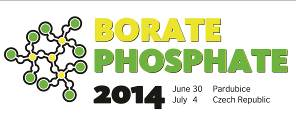 BORATE
PHOSPHATE
2014 June 30 Pardubice
July 4 Czech Republic